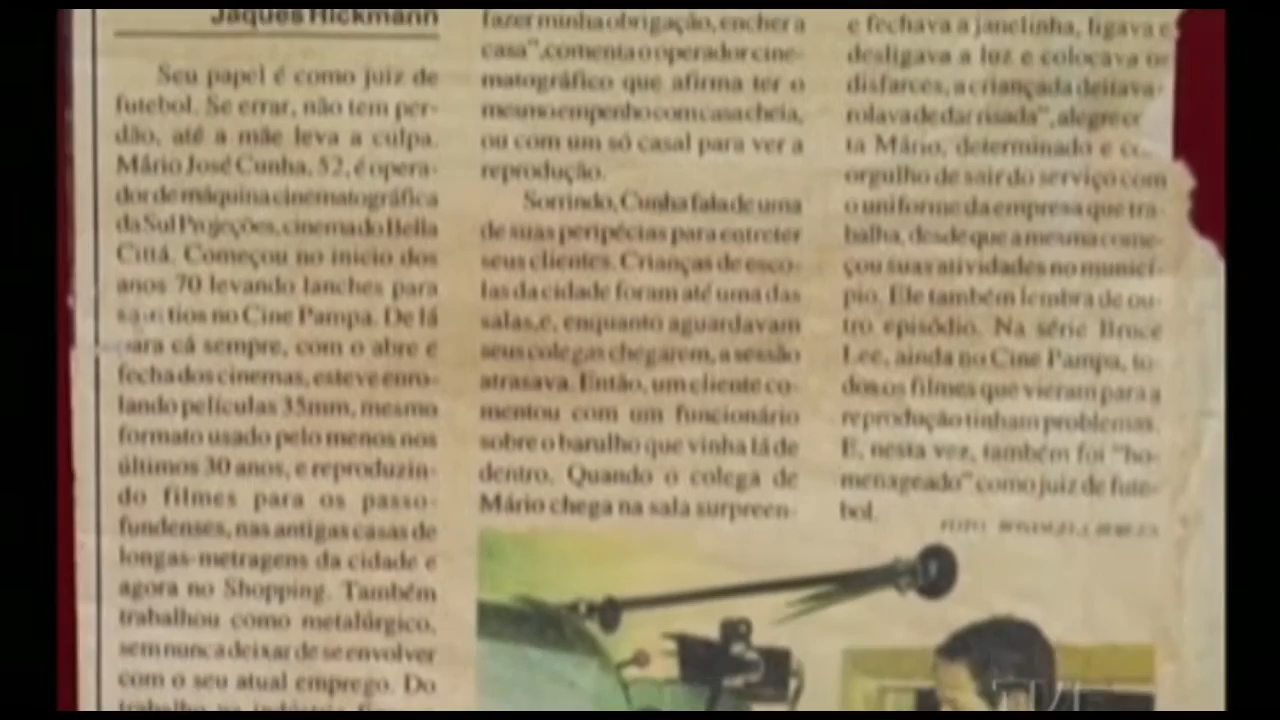 Jaques Rickmann
Seu papel é como juiz de
futebol. Se errar, não tem per-
dão, até a mãe leva a culpa.
Mário José Cunha, 52, é opera-
dor de máquina cinematográfica
da Sul Projeções, cinema do Bella
Città. Começou no início dos
anos 70 levando lanches para
tios no Cine Pampa. De lá
para cá sempre, com o abre e
fecha dos cinemas, esteve enro-
lando películas 35mm, mesmo
formato usado pelo menos nos
últimos 30 anos, e reproduzin-
do filmes para os passo-
fundenses, nas antigas casas de
longas-metragens da cidade e
agora no Shopping. Também
trabalhou como metalúrgico,
sem nunca deixar de se envolver
com o seu atual emprego. Do
trabalho na indústria
fazer minha obrigação, encher a
casa", comenta o operador cine-
matográfico que afirma ter o
mesmo empenho com casa cheia,
ou com um só casal para ver a
reprodução.
Sorrindo, Cunha fala de uma
de suas peripécias para entreter
seus clientes. Crianças de esco-
las da cidade foram até uma das
salas, e, enquanto aguardavam
seus colegas chegarem, a sessão
atrasava. Então, um cliente co-
mentou com um funcionário
sobre o barulho que vinha lá de
dentro. Quando o colega de
Mário chega na sala surpreen-
e fechava a janelinha, ligava e
desligava a luz e colocava os
disfarces, a criançada deitava-
rolava de dar risada", alegre
ta Mário, determinado e
orgulho de sair do serviço com
o uniforme da empresa que tra-
balha, desde que a mesma come-
çou suas atividades no municí-
pio. Ele também lembra de ou-
tro episódio. Na série Bruce
Lee, ainda no Cine Pampa, to-
dos os filmes que vieram para a
reprodução tinham problemas.
E, nesta vez, também foi "ho-
menageado" como juiz de fute-
bol.
FOTO